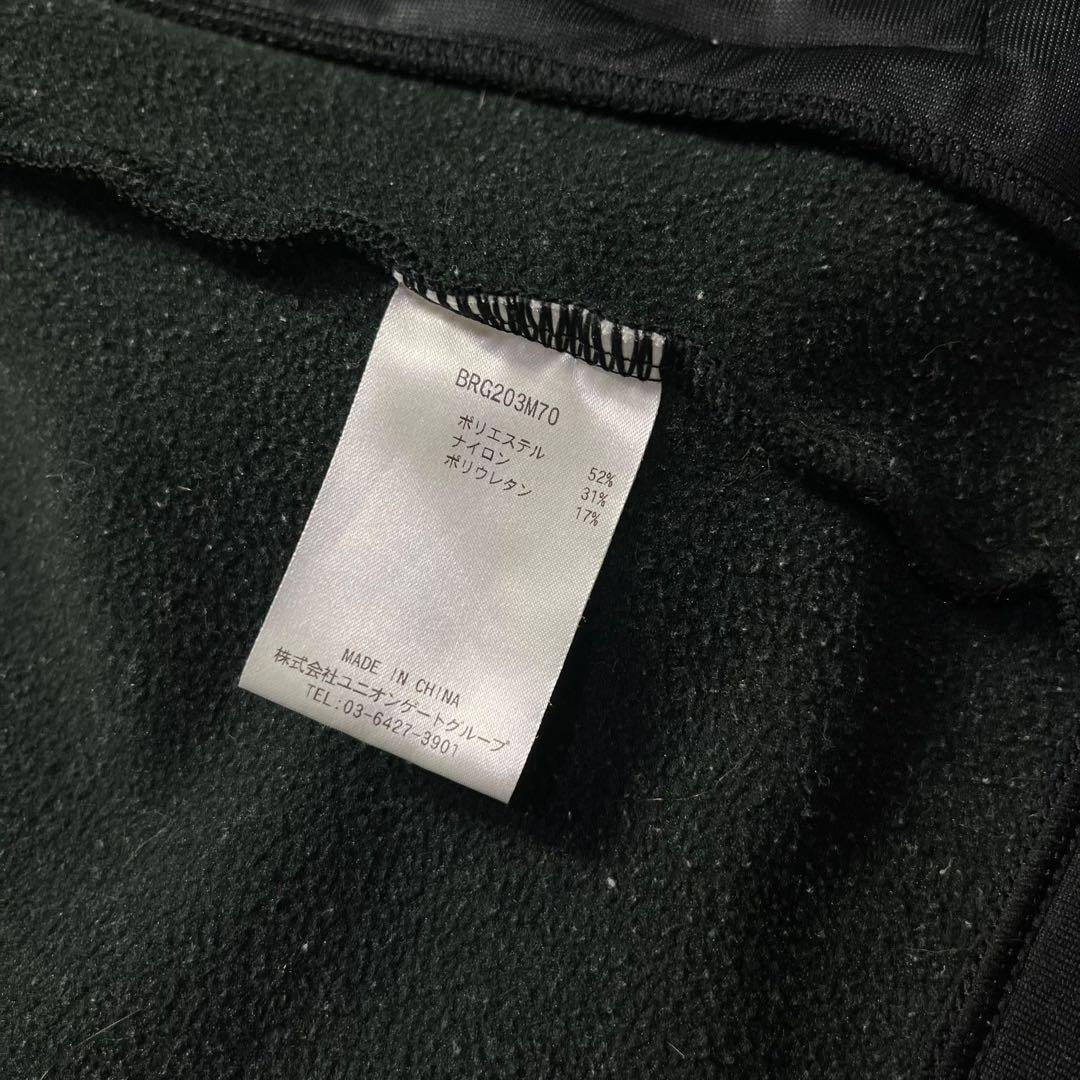 BRG203M70
ポリエステル 52%
ナイロン 31%
ポリウレタン 17%
MADE IN CHINA
株式会社ユニオンゲートグループ
TEL:03-6427-3901